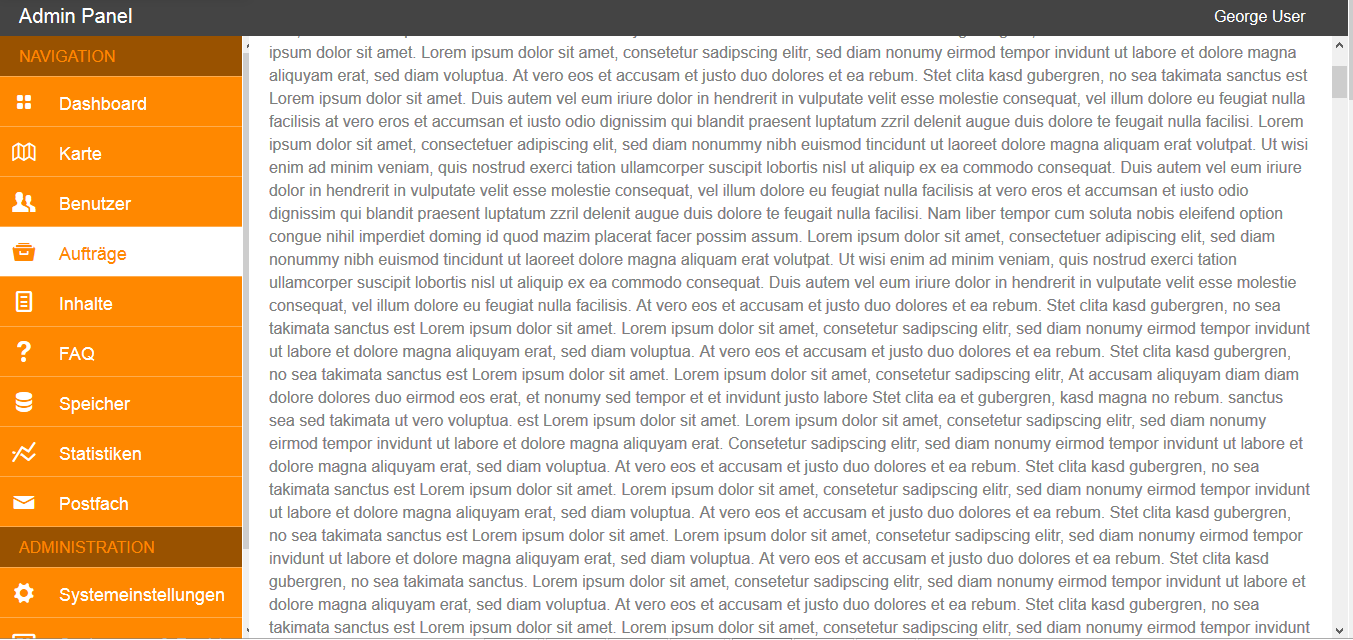 Admin Panel
George User
NAVIGATION
Dashboard
Karte
Benutzer
Aufträge
Inhalte
FAQ
Speicher
Statistiken
Postfach
ADMINISTRATION
Systemeinstellungen
ipsum dolor sit amet. Lorem ipsum dolor sit amet, consetetur sadipscing elitr, sed diam nonumy eirmod tempor invidunt ut labore et dolore magna
aliquyam erat, sed diam voluptua. At vero eos et accusam et justo duo dolores et ea rebum. Stet clita kasd gubergren, no sea takimata sanctus est
Lorem ipsum dolor sit amet. Duis autem vel eum iriure dolor in hendrerit in vulputate velit esse molestie consequat, vel illum dolore eu feugiat nulla
facilisis at vero eros et accumsan et iusto odio dignissim qui blandit praesent luptatum zzril delenit augue duis dolore te feugait nulla facilisi. Lorem
ipsum dolor sit amet, consectetuer adipiscing elit, sed diam nonummy nibh euismod tincidunt ut laoreet dolore magna aliquam erat volutpat. Ut wisi
enim ad minim veniam, quis nostrud exerci tation ullamcorper suscipit lobortis nisl ut aliquip ex ea commodo consequat. Duis autem vel eum iriure
dolor in hendrerit in vulputate velit esse molestie consequat, vel illum dolore eu feugiat nulla facilisis at vero eros et accumsan et iusto odio
dignissim qui blandit praesent luptatum zzril delenit augue duis dolore te feugait nulla facilisi. Nam liber tempor cum soluta nobis eleifend option
congue nihil imperdiet doming id quod mazim placerat facer possim assum. Lorem ipsum dolor sit amet, consectetuer adipiscing elit, sed diam
nonummy nibh euismod tincidunt ut laoreet dolore magna aliquam erat volutpat. Ut wisi enim ad minim veniam, quis nostrud exerci tation
ullamcorper suscipit lobortis nisl ut aliquip ex ea commodo consequat. Duis autem vel eum iriure dolor in hendrerit in vulputate velit esse molestie
consequat, vel illum dolore eu feugiat nulla facilisis. At vero eos et accusam et justo duo dolores et ea rebum. Stet clita kasd gubergren, no sea
takimata sanctus est Lorem ipsum dolor sit amet. Lorem ipsum dolor sit amet, consetetur sadipscing elitr, sed diam nonumy eirmod tempor invidunt
ut labore et dolore magna aliquyam erat, sed diam voluptua. At vero eos et accusam et justo duo dolores et ea rebum. Stet clita kasd gubergren,
no sea takimata sanctus est Lorem ipsum dolor sit amet. Lorem ipsum dolor sit amet, consetetur sadipscing elitr, At accusam aliquyam diam diam
dolore dolores duo eirmod eos erat, et nonumy sed tempor et et invidunt justo labore Stet clita ea et gubergren, kasd magna no rebum. sanctus
sea sed takimata ut vero voluptua. est Lorem ipsum dolor sit amet. Lorem ipsum dolor sit amet, consetetur sadipscing elitr, sed diam nonumy
eirmod tempor invidunt ut labore et dolore magna aliquyam erat. Consetetur sadipscing elitr, sed diam nonumy eirmod tempor invidunt ut labore et
dolore magna aliquyam erat, sed diam voluptua. At vero eos et accusam et justo duo dolores et ea rebum. Stet clita kasd gubergren, no sea
takimata sanctus est Lorem ipsum dolor sit amet. Lorem ipsum dolor sit amet, consetetur sadipscing elitr, sed diam nonumy eirmod tempor invidunt
ut labore et dolore magna aliquyam erat, sed diam voluptua. At vero eos et accusam et justo duo dolores et ea rebum. Stet clita kasd gubergren,
no sea takimata sanctus est Lorem ipsum dolor sit amet. Lorem ipsum dolor sit amet, consetetur sadipscing elitr, sed diam nonumy eirmod tempor
invidunt ut labore et dolore magna aliquyam erat, sed diam voluptua. At vero eos et accusam et justo duo dolores et ea rebum. Stet clita kasd
gubergren, no sea takimata sanctus. Lorem ipsum dolor sit amet, consetetur sadipscing elitr, sed diam nonumy eirmod tempor invidunt ut labore et
dolore magna aliquyam erat, sed diam voluptua. At vero eos et accusam et justo duo dolores et ea rebum. Stet clita kasd gubergren, no sea
takimata sanctus est Lorem ipsum dolor sit amet. Lorem ipsum dolor sit amet, consetetur sadipscing elitr, sed diam nonumy eirmod tempor invidunt